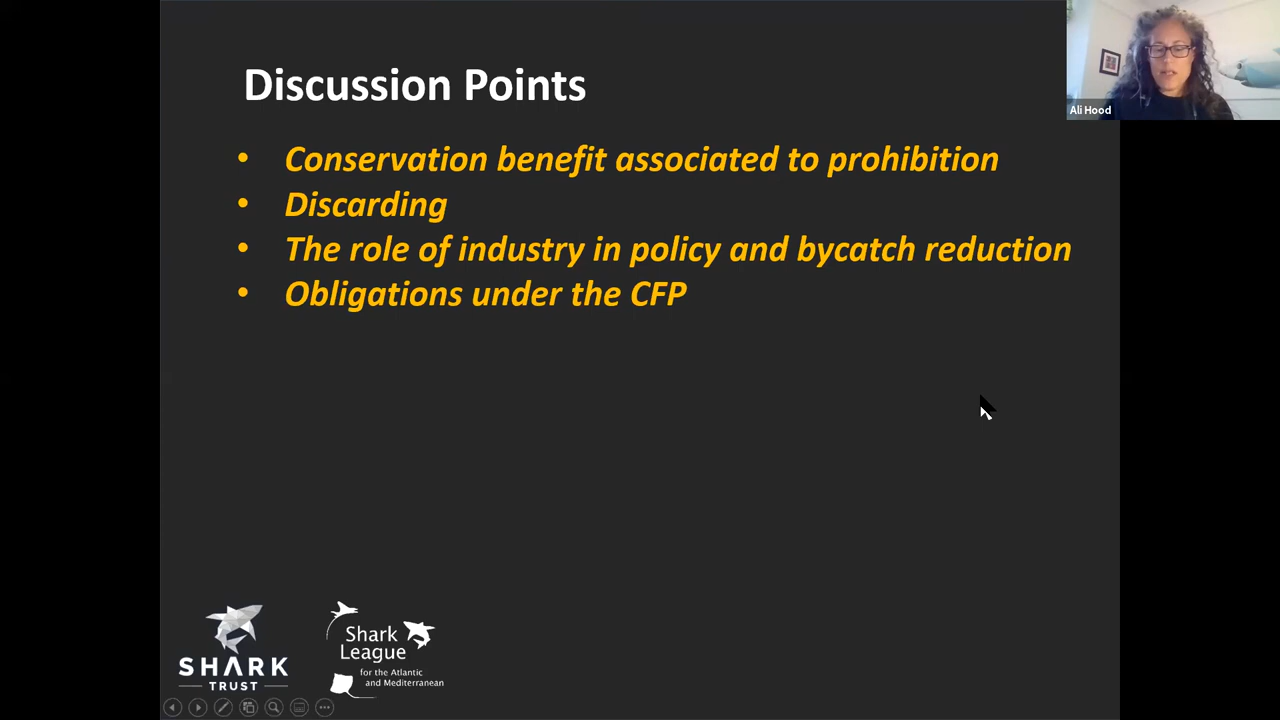 Discussion Points
• Conservation benefit associated to prohibition
• Discarding
• The role of industry in policy and bycatch reduction
• Obligations under the CFP
Ali Hood
SHARK
TRUST
Shark
League
for the Atlantic
and Mediterranean